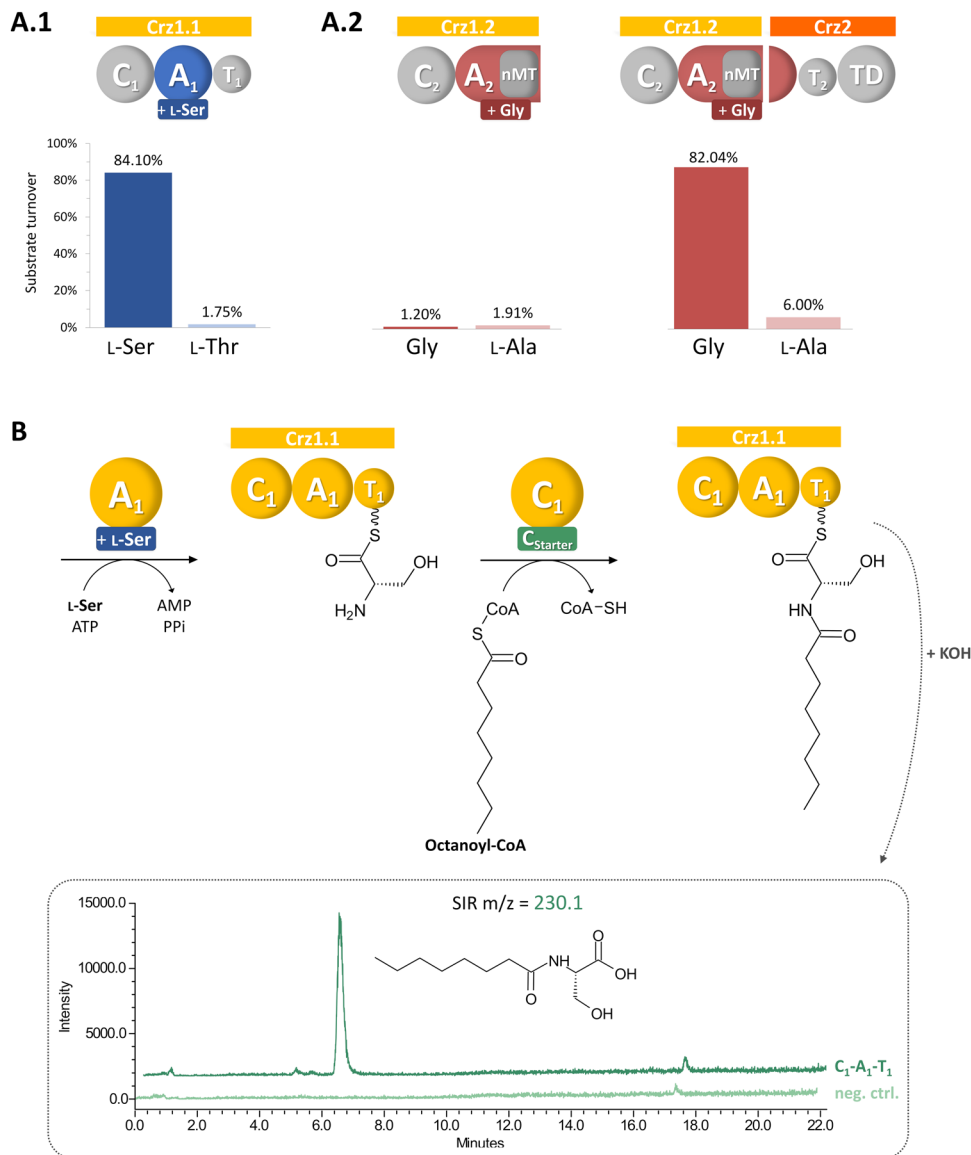 A.1
Crz1.1
C1
A1
T1
+ L-Ser
A.2
Crz1.2
C2
A2
nMT
+ Gly
Crz1.2
Crz2
C2
A2
nMT
T2
TD
+ Gly
Substrate turnover
100%
80%
60%
40%
20%
0%
84.10%
1.75%
L-Ser
L-Thr
1.20%
1.91%
Gly
L-Ala
82.04%
6.00%
Gly
L-Ala
B
A1
+ L-Ser
L-Ser
ATP
AMP
PPi
Crz1.1
C1
A1
T1
S
O
OH
H2N
C1
CStarter
CoA
S
O
CoA-SH
Octanoyl-CoA
Crz1.1
C1
A1
T1
S
O
OH
HN
O
+ KOH
SIR m/z = 230.1
Intensity
15000.0
10000.0
5000.0
0.0
NH
O
O
OH
OH
C1-A1-T1
neg. ctrl.
0.0 2.0 4.0 6.0 8.0 10.0 12.0 14.0 16.0 18.0 20.0 22.0
Minutes